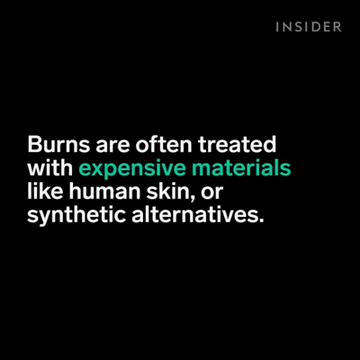 INSIDER
Burns are often treated
with expensive materials
like human skin, or
synthetic alternatives.